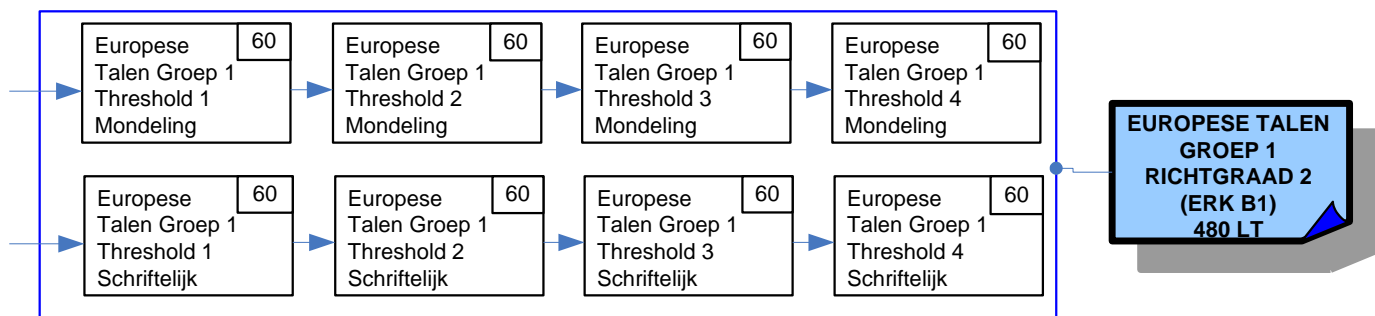 Europese
Talen Groep 1
Threshold 1
Mondeling
60
Europese
Talen Groep 1
Threshold 2
Mondeling
60
Europese
Talen Groep 1
Threshold 3
Mondeling
60
Europese
Talen Groep 1
Threshold 4
Mondeling
60
Europese
Talen Groep 1
Threshold 1
Schriftelijk
60
Europese
Talen Groep 1
Threshold 2
Schriftelijk
60
Europese
Talen Groep 1
Threshold 3
Schriftelijk
60
Europese
Talen Groep 1
Threshold 4
Schriftelijk
60
EUROPESE TALEN
GROEP 1
RICHTGRAAD 2
(ERK B1)
480 LT